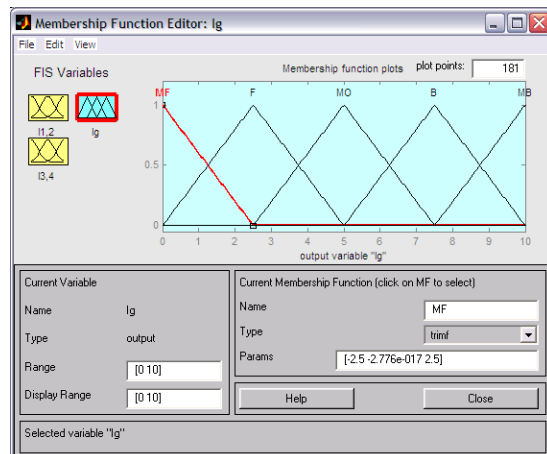 Membership Function Editor: Ig
File Edit View
FIS Variables
I1,2
Ig
I3,4
Membership function plots
plot points: 181
MF F MO B MB
1
0.5
0
0 1 2 3 4 5 6 7 8 9 10
output variable "Ig"
Current Variable
Name Ig
Type output
Range [0 10]
Display Range [0 10]
Current Membership Function (click on MF to select)
Name MF
Type trimf
Params [-2.5 -2.776e-017 2.5]
Help Close
Selected variable "Ig"